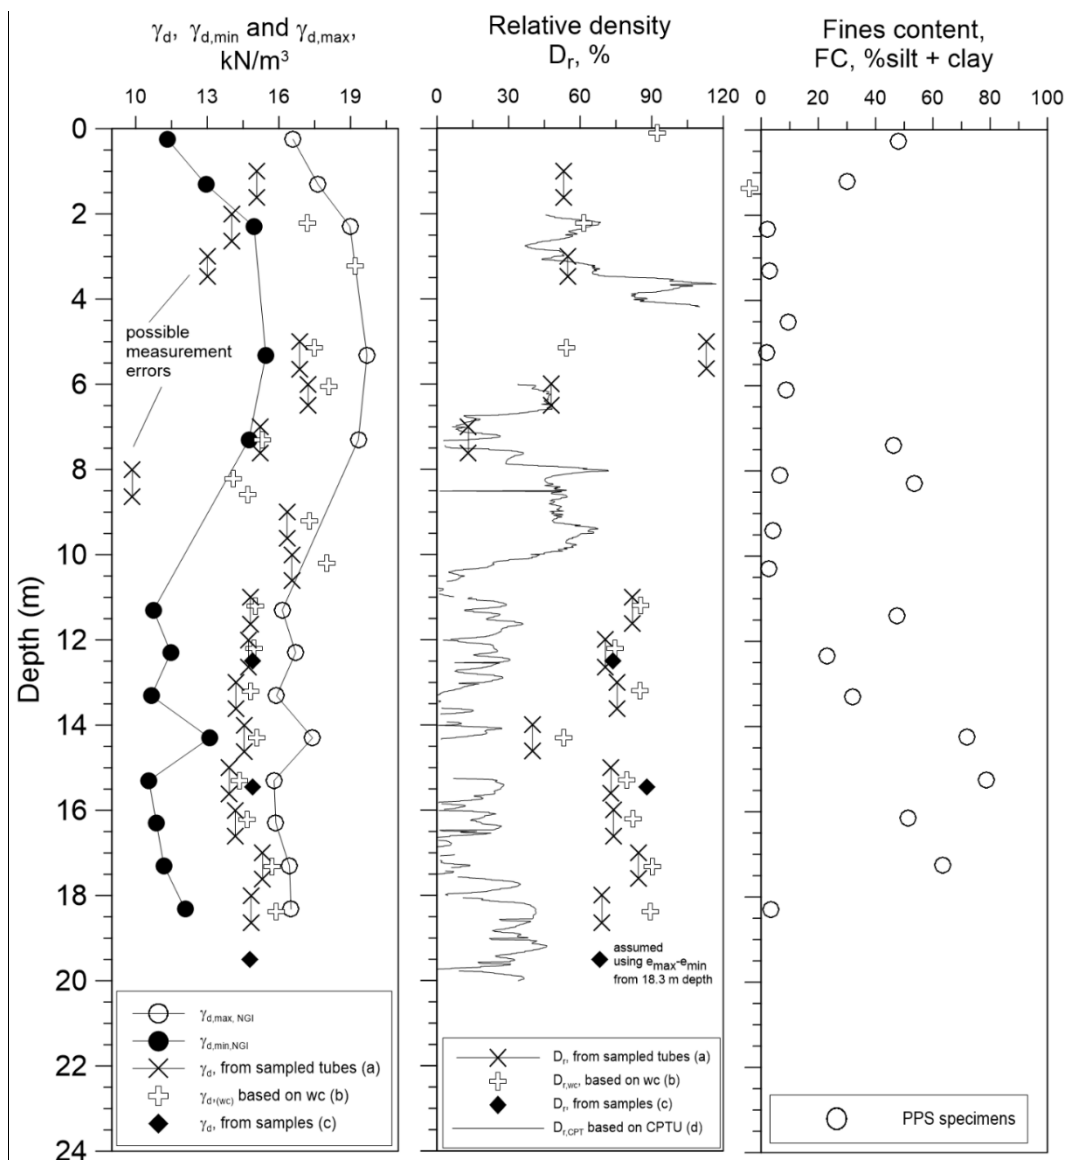 γd, γd,min and γd,max,
kN/m³
10 13 16 19
Relative density
Dr, %
0 30 60 90 120
Fines content,
FC, %silt + clay
0 20 40 60 80 100
Depth (m)
0
2
4
6
8
10
12
14
16
18
20
22
24
possible
measurement
errors
γd,max, NGI
γd,min,NGI
γd, from sampled tubes (a)
γd+(wc) based on wc (b)
γd, from samples (c)
assumed
using emax-emin
from 18.3 m depth
Dr, from sampled tubes (a)
Dr,wc, based on wc (b)
Dr, from samples (c)
Dr,CPT based on CPTU (d)
PPS specimens